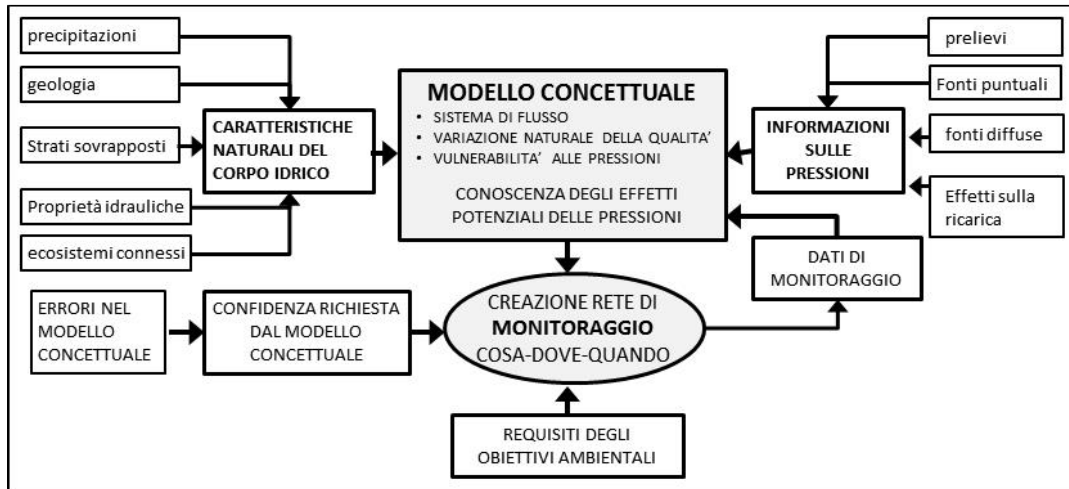 precipitazioni
geologia
Strati sovrapposti
Proprietà idrauliche
ecosistemi connessi
CARATTERISTICHE
NATURALI DEL
CORPO IDRICO
MODELLO CONCETTUALE
• SISTEMA DI FLUSSO
• VARIAZIONE NATURALE DELLA QUALITA'
• VULNERABILITA' ALLE PRESSIONI
CONOSCENZA DEGLI EFFETTI
POTENZIALI DELLE PRESSIONI
prelievi
Fonti puntuali
INFORMAZIONI
SULLE
PRESSIONI
fonti diffuse
Effetti sulla
ricarica
DATI DI
MONITORAGGIO
ERRORI NEL
MODELLO
CONCETTUALE
CONFIDENZA RICHIESTA
DAL MODELLO
CONCETTUALE
CREAZIONE RETE DI
MONITORAGGIO
COSA-DOVE-QUANDO
REQUISITI DEGLI
OBIETTIVI AMBIENTALI